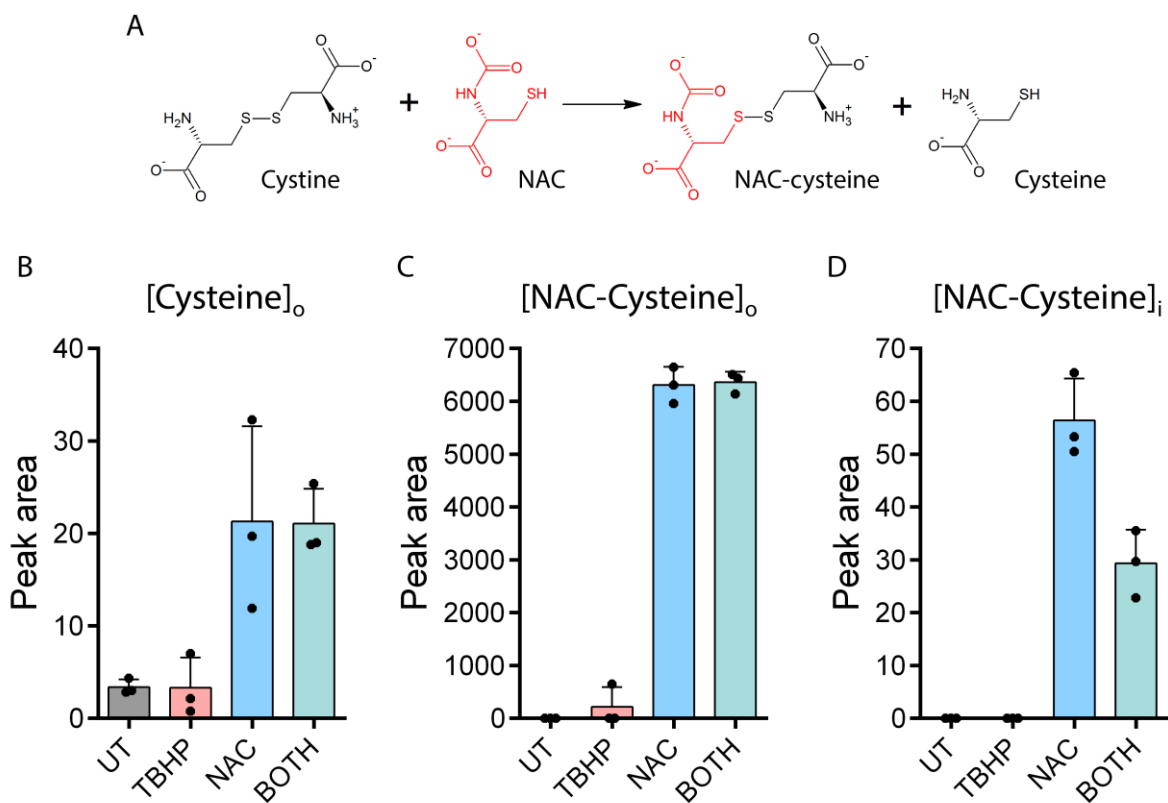 A
Cystine + NAC → NAC-cysteine + Cysteine
H2N O- O S S O O- NH3+
O- O HN SH O- O
O- O HN O- O S S O O- NH3+
H2N SH O- O
B
[Cysteine]o
Peak area
40
30
20
10
0
UT TBHP NAC BOTH
C
[NAC-Cysteine]o
Peak area
7000
6000
5000
4000
3000
2000
1000
0
UT TBHP NAC BOTH
D
[NAC-Cysteine]i
Peak area
70
60
50
40
30
20
10
0
UT TBHP NAC BOTH